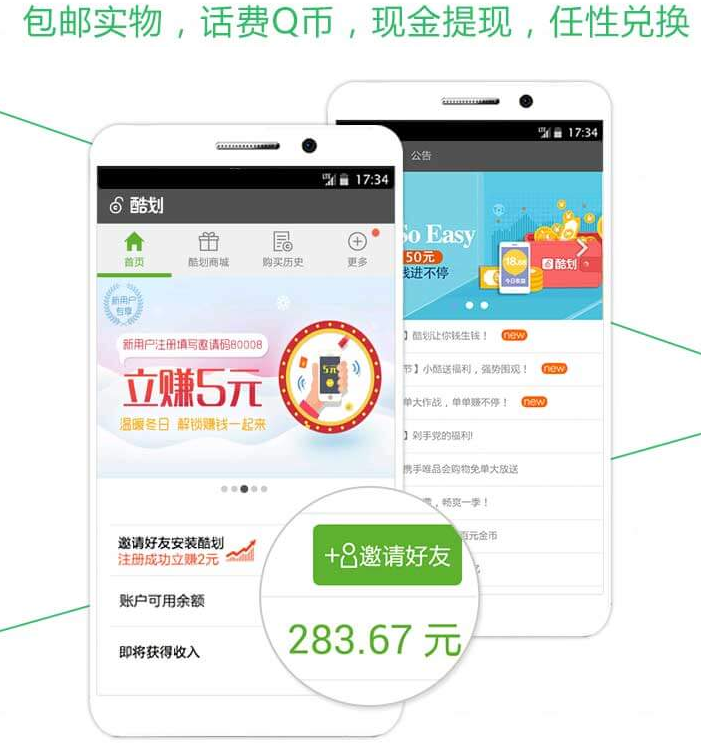 包邮实物，话费Q币，现金提现，任性兑换
17:34
公告
So Easy
50元
钱进不停
18.88
今日收益
酷划
】酷划让你钱生钱！ new
节】小酷送福利，强势围观！ new
单大作战，单单赚不停！ new
】剁手党的福利!
携手唯品会购物免单大放送
，畅爽一季！
百元金币
17:34
酷划
首页
酷划商城
购买历史
更多
新用户
专享
新用户注册填写邀请码80008
立赚5元
5元
温暖冬日 解锁赚钱一起来
邀请好友安装酷划
注册成功立赚2元
+邀请好友
账户可用余额
283.67 元
即将获得收入